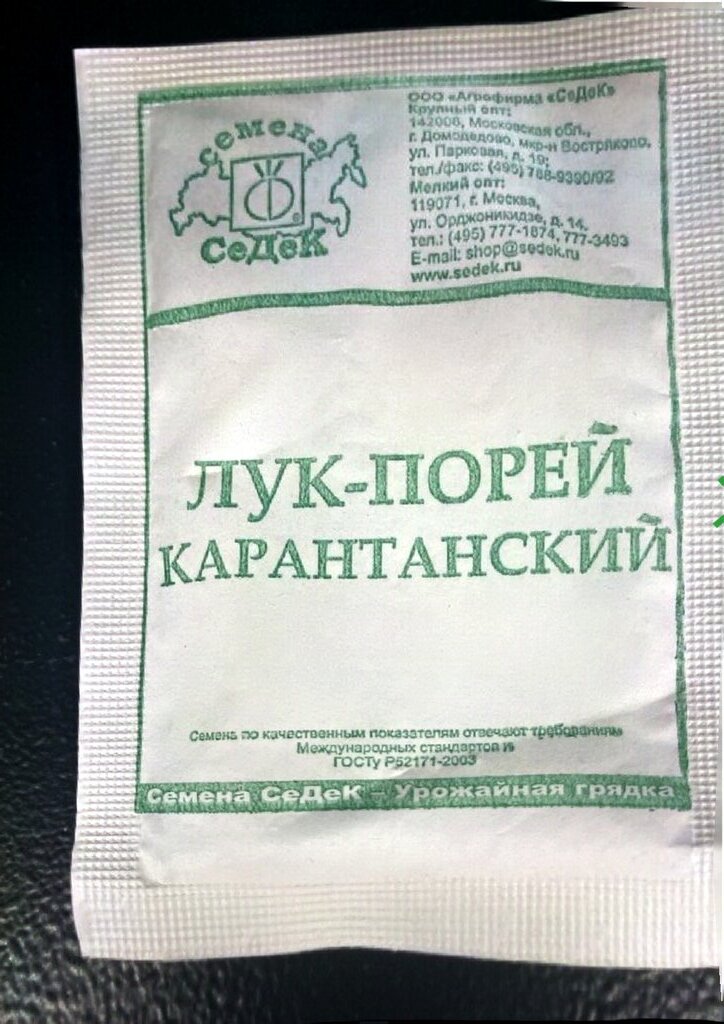 семена
СеДеК
ООО «Агрофирма «СеДеК»
Крупный опт:
142000, Московская обл.,
г. Домодедово, мкр-н Востряково,
ул. Парковая, д. 19;
тел./факс: (495) 788-9390/92
Мелкий опт:
119071, г. Москва,
ул. Орджоникидзе, д. 14,
тел.: (495) 777-1874, 777-3493
E-mail: shop@sedek.ru
www.sedek.ru
ЛУК-ПОРЕЙ
КАРАНТАНСКИЙ
Семена по качественным показателям отвечают требованиям
Международных стандартов и
ГОСТу Р52171-2003
Семена СеДеК – Урожайная грядка